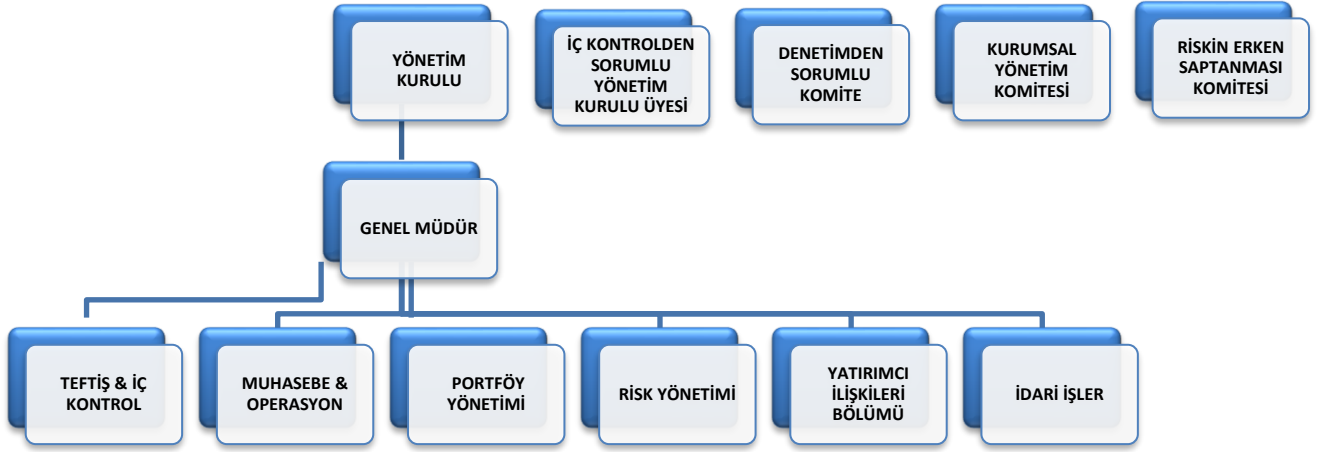 YÖNETİM
KURULU
İÇ KONTROLDEN
SORUMLU
YÖNETİM
KURULU ÜYESİ
DENETİMDEN
SORUMLU
KOMİTE
KURUMSAL
YÖNETİM
KOMİTESİ
RİSKİN ERKEN
SAPTANMASI
KOMİTESİ
GENEL MÜDÜR
TEFTİŞ & İÇ
KONTROL
MUHASEBE &
OPERASYON
PORTFÖY
YÖNETİMİ
RİSK YÖNETİMİ
YATIRIMCI
İLİŞKİLERİ
BÖLÜMÜ
İDARİ İŞLER